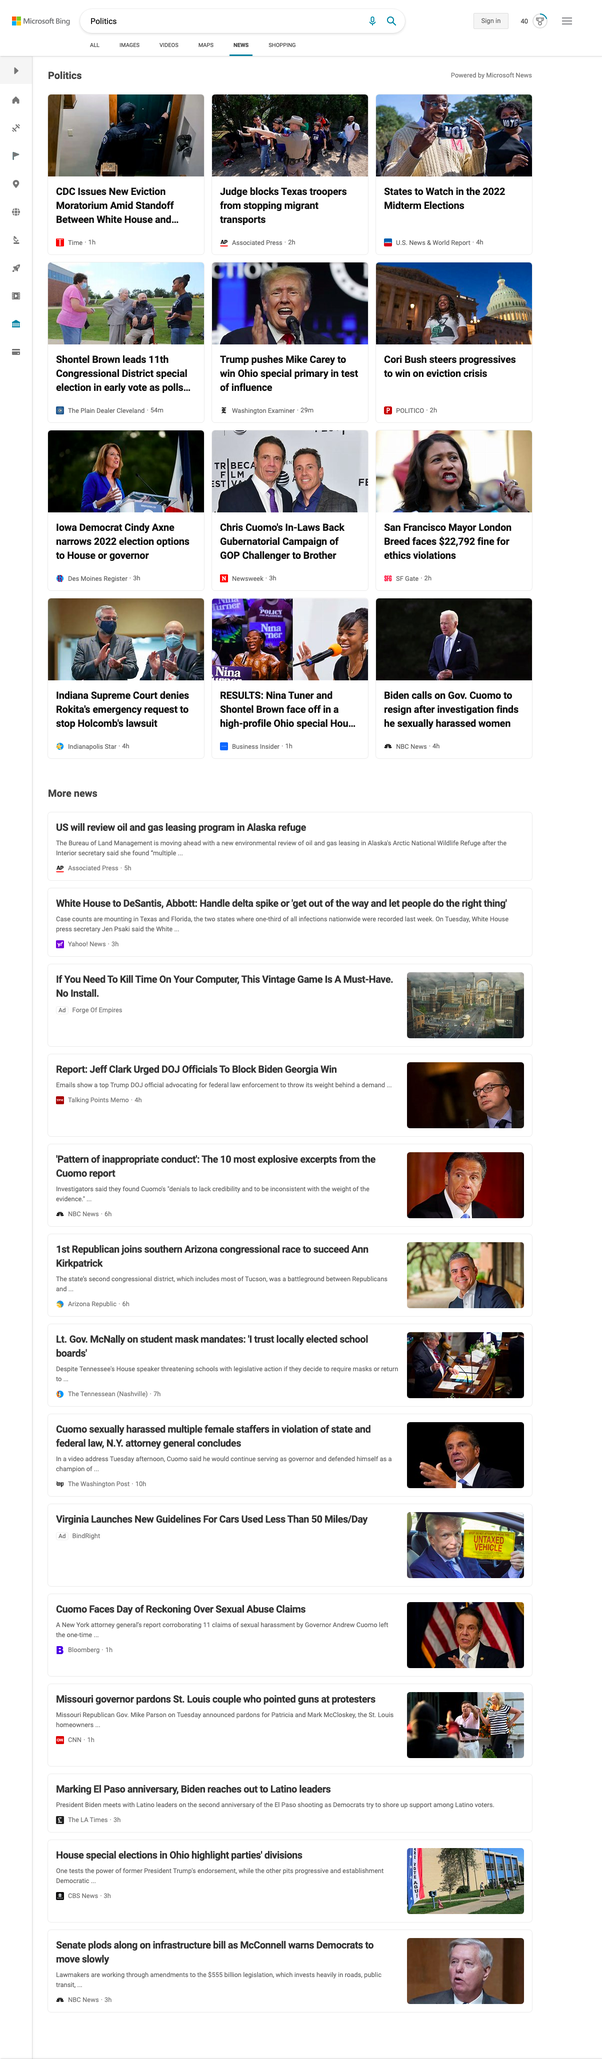 Microsoft Bing
Politics
Sign in
40
ALL
IMAGES
VIDEOS
MAPS
NEWS
SHOPPING
Politics
Powered by Microsoft News
CDC Issues New Eviction
Moratorium Amid Standoff
Between White House and...
Time · 1h
Judge blocks Texas troopers
from stopping migrant
transports
AP Associated Press · 2h
VOTE
States to Watch in the 2022
Midterm Elections
U.S. News & World Report · 4h
Shontel Brown leads 11th
Congressional District special
election in early vote as polls...
The Plain Dealer Cleveland · 54m
Trump pushes Mike Carey to
win Ohio special primary in test
of influence
Washington Examiner · 29m
Cori Bush steers progressives
to win on eviction crisis
POLITICO · 2h
Iowa Democrat Cindy Axne
narrows 2022 election options
to House or governor
Des Moines Register · 3h
TRIBECA
FILM
AT&T
Chris Cuomo's In-Laws Back
Gubernatorial Campaign of
GOP Challenger to Brother
Newsweek · 3h
San Francisco Mayor London
Breed faces $22,792 fine for
ethics violations
SF Gate · 2h
Indiana Supreme Court denies
Rokita's emergency request to
stop Holcomb's lawsuit
Indianapolis Star · 4h
Nina
Turner
Nina
RESULTS: Nina Turner and
Shontel Brown face off in a
high-profile Ohio special Hou...
Business Insider · 1h
Biden calls on Gov. Cuomo to
resign after investigation finds
he sexually harassed women
NBC News · 4h
More news
US will review oil and gas leasing program in Alaska refuge
The Bureau of Land Management is moving ahead with a new environmental review of oil and gas leasing in Alaska's Arctic National Wildlife Refuge after the
Interior secretary said she found "multiple ...
AP Associated Press · 5h
White House to DeSantis, Abbott: Handle delta spike or 'get out of the way and let people do the right thing'
Case counts are mounting in Texas and Florida, the two states where one-third of all infections nationwide were recorded last week. On Tuesday, White House
press secretary Jen Psaki said the White ...
Yahoo! News · 3h
If You Need To Kill Time On Your Computer, This Vintage Game Is A Must-Have.
No Install.
Ad Forge Of Empires
Report: Jeff Clark Urged DOJ Officials To Block Biden Georgia Win
Emails show a top Trump DOJ official advocating for federal law enforcement to throw its weight behind a demand ...
Talking Points Memo · 4h
'Pattern of inappropriate conduct': The 10 most explosive excerpts from the
Cuomo report
Investigators said they found Cuomo's "denials to lack credibility and to be inconsistent with the weight of the
evidence." ...
NBC News · 6h
1st Republican joins southern Arizona congressional race to succeed Ann
Kirkpatrick
The state's second congressional district, which includes most of Tucson, was a battleground between Republicans
and ...
Arizona Republic · 6h
Lt. Gov. McNally on student mask mandates: 'I trust locally elected school
boards'
Despite Tennessee's House speaker threatening schools with legislative action if they decide to require masks or return
to ...
The Tennessean (Nashville) · 7h
Cuomo sexually harassed multiple female staffers in violation of state and
federal law, N.Y. attorney general concludes
In a video address Tuesday afternoon, Cuomo said he would continue serving as governor and defended himself as a
champion of ...
wp The Washington Post · 10h
Virginia Launches New Guidelines For Cars Used Less Than 50 Miles/Day
Ad BindRight
UNTAXED
VEHICLE
Cuomo Faces Day of Reckoning Over Sexual Abuse Claims
A New York attorney general's report corroborating 11 claims of sexual harassment by Governor Andrew Cuomo left
the one-time ...
B Bloomberg · 1h
Missouri governor pardons St. Louis couple who pointed guns at protesters
Missouri Republican Gov. Mike Parson on Tuesday announced pardons for Patricia and Mark McCloskey, the St. Louis
homeowners ...
CNN · 1h
Marking El Paso anniversary, Biden reaches out to Latino leaders
President Biden meets with Latino leaders on the second anniversary of the El Paso shooting as Democrats try to shore up support among Latino voters.
The LA Times · 3h
House special elections in Ohio highlight parties' divisions
One tests the power of former President Trump's endorsement, while the other pits progressive and establishment
Democratic ...
CBS News · 3h
Senate plods along on infrastructure bill as McConnell warns Democrats to
move slowly
Lawmakers are working through amendments to the $555 billion legislation, which invests heavily in roads, public
transit, ...
NBC News · 3h